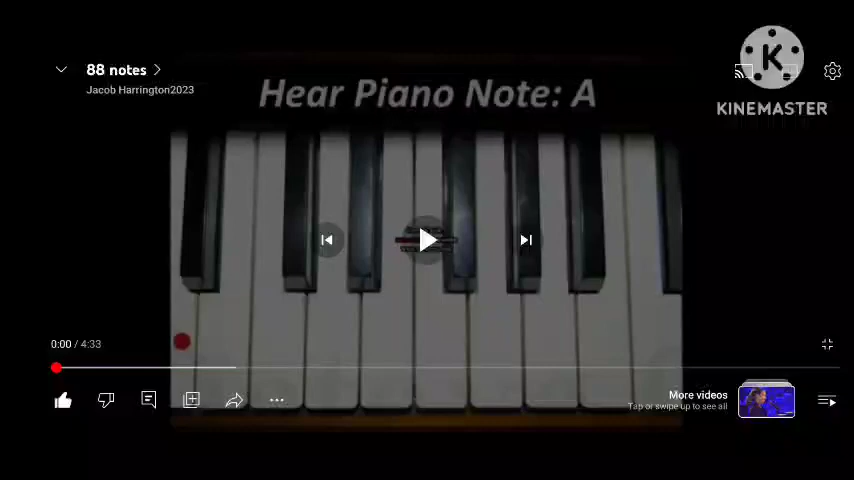 88 notes
Jacob Harrington2023
Hear Piano Note: A
K
KINEMASTER
0:00 / 4:33
More videos
Tap or swipe up to see all